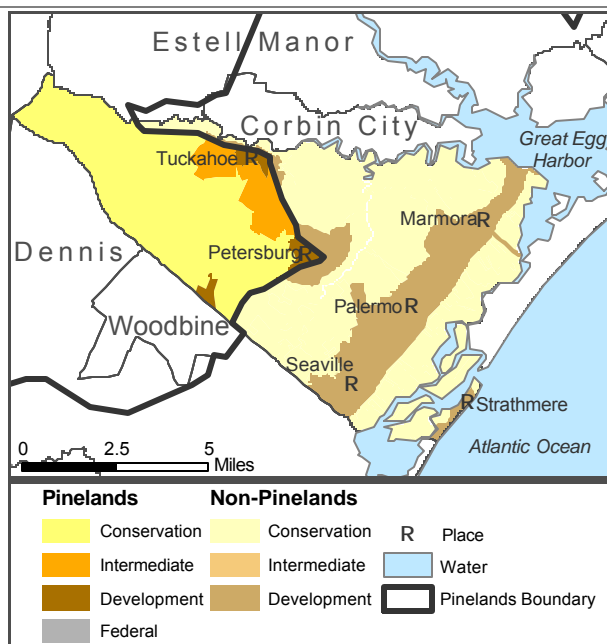 Estell Manor
Corbin City
Great Egg
Harbor
Tuckahoe R
Marmora R
Dennis
Petersburg R
Palermo R
Woodbine
Seaville
R
R Strathmere
0 2.5 5
Miles
Atlantic Ocean
Pinelands
Conservation
Intermediate
Development
Federal
Non-Pinelands
Conservation
Intermediate
Development
R Place
Water
Pinelands Boundary